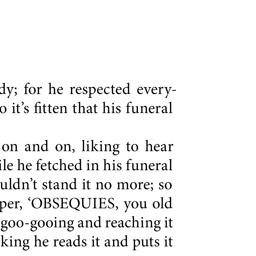 dy; for he respected every-
o it’s fitten that his funeral
on and on, liking to hear
ile he fetched in his funeral
uldn’t stand it no more; so
per, ‘OBSEQUIES, you old
goo-gooing and reaching it
king he reads it and puts it